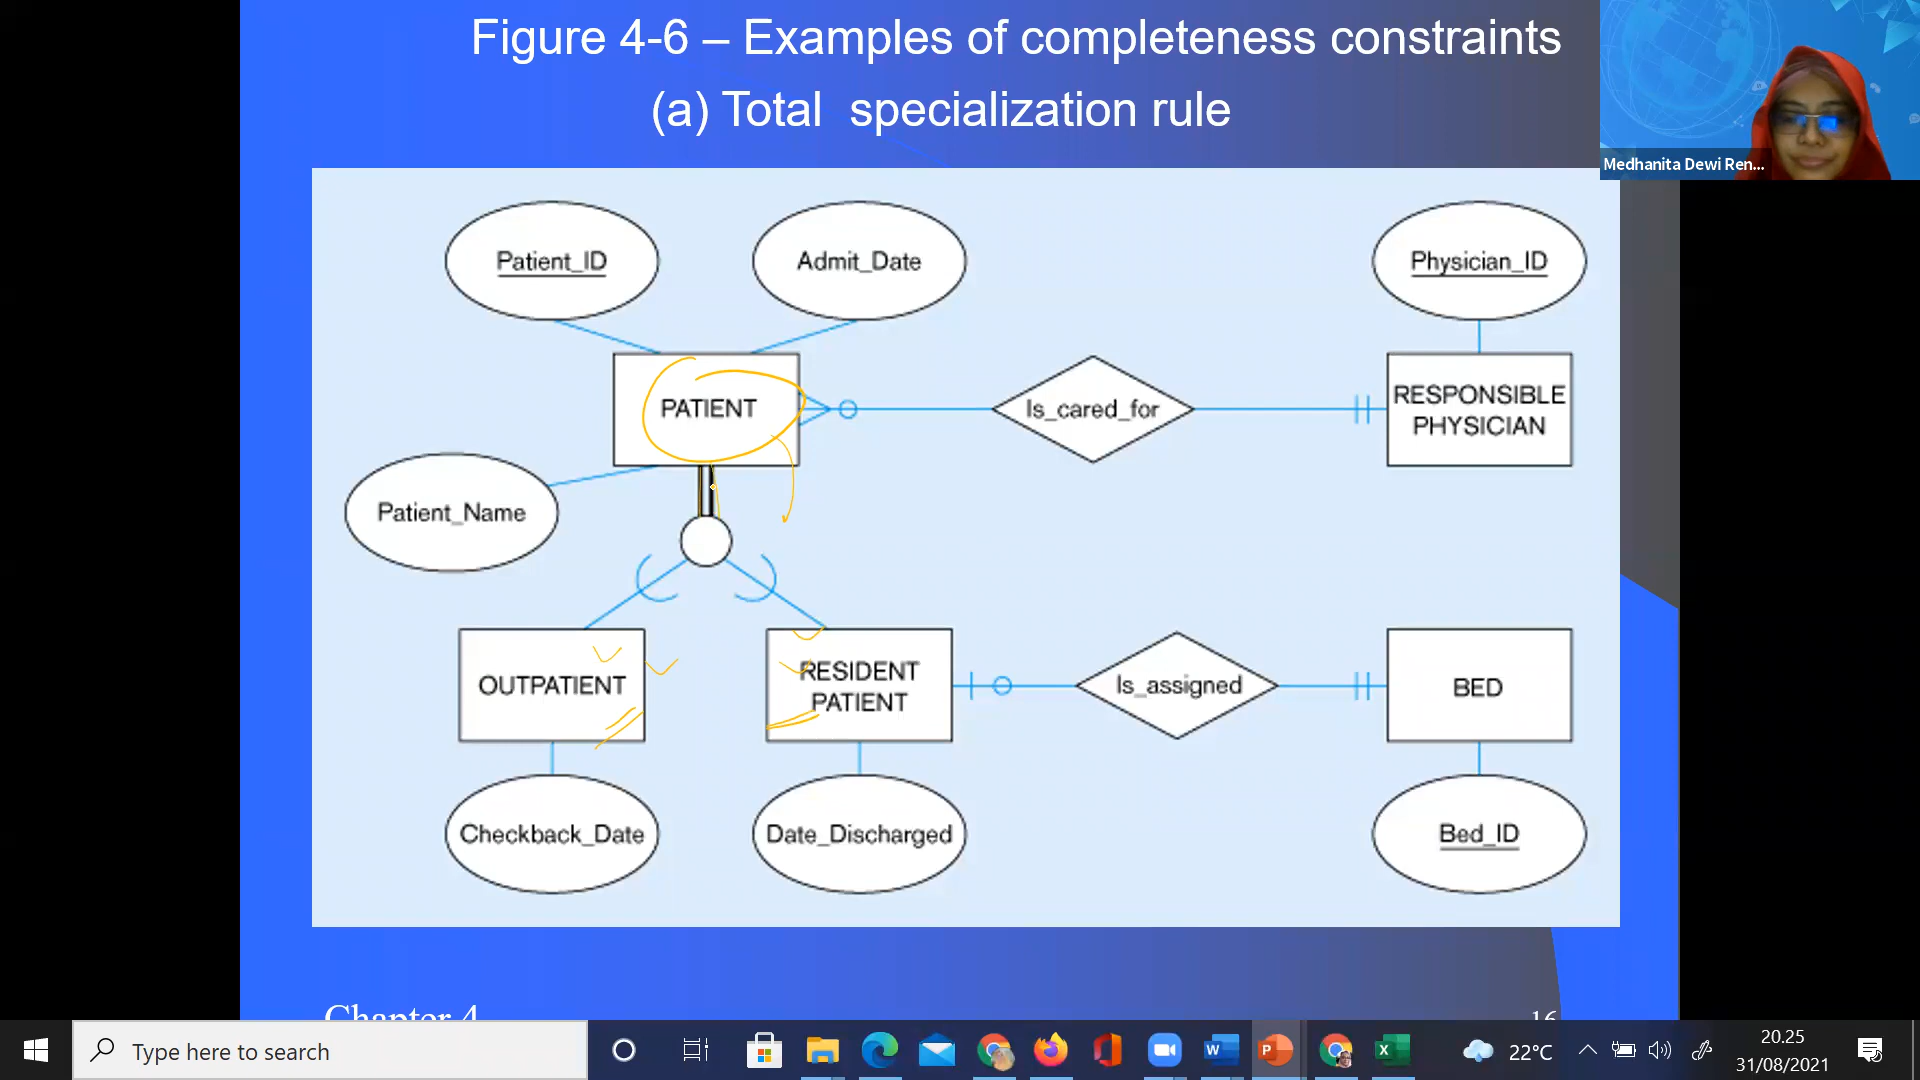 Figure 4-6 – Examples of completeness constraints
(a) Total specialization rule
Medhanita Dewi Ren...
Patient_ID
Admit_Date
Physician_ID
PATIENT
Is_cared_for
RESPONSIBLE
PHYSICIAN
Patient_Name
OUTPATIENT
RESIDENT
PATIENT
Is_assigned
BED
Checkback_Date
Date_Discharged
Bed_ID
Chapter 4
16
Type here to search
22°C
20.25
31/08/2021